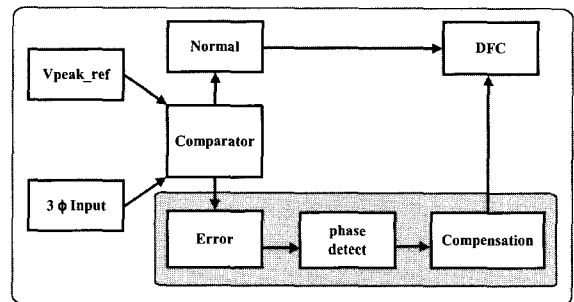 Normal
DFC
Vpeak_ref
Comparator
3 ϕ Input
Error
phase
detect
Compensation